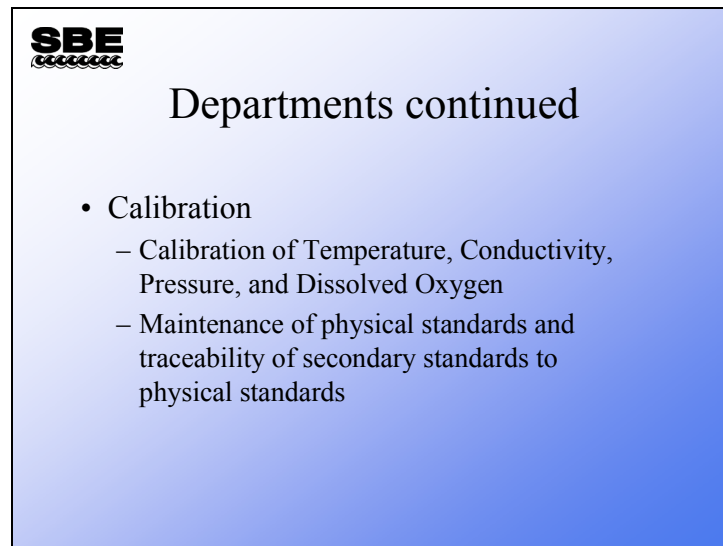 SBE
Departments continued
• Calibration
– Calibration of Temperature, Conductivity,
Pressure, and Dissolved Oxygen
– Maintenance of physical standards and
traceability of secondary standards to
physical standards